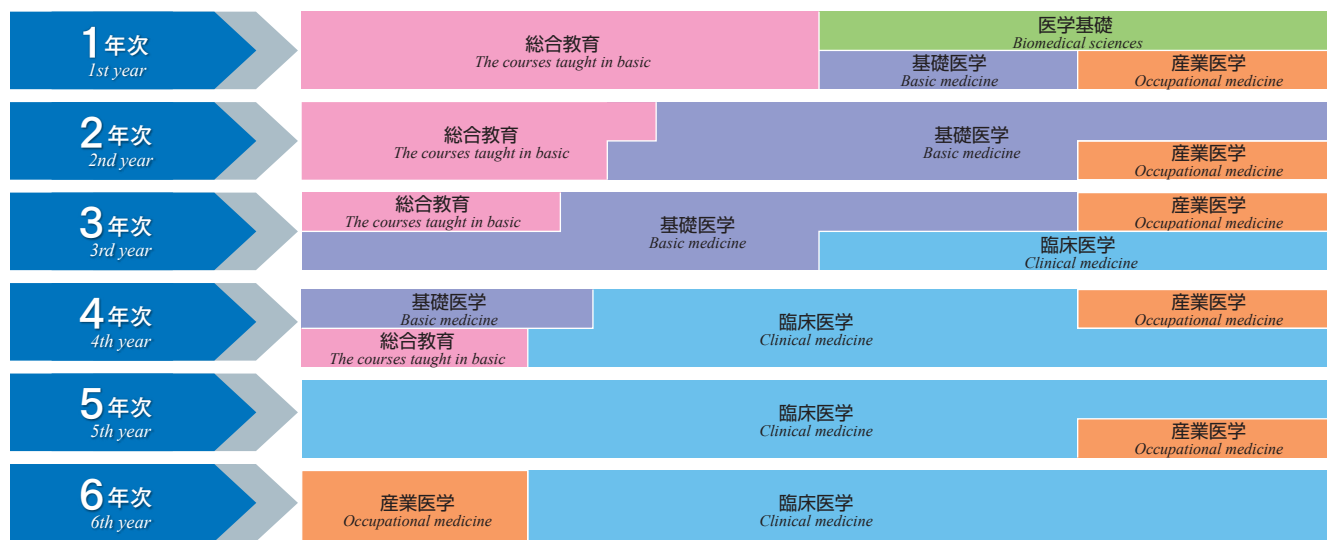 1年次
1st year
総合教育
The courses taught in basic
医学基礎
Biomedical sciences
基礎医学
Basic medicine
産業医学
Occupational medicine
2年次
2nd year
総合教育
The courses taught in basic
基礎医学
Basic medicine
産業医学
Occupational medicine
3年次
3rd year
総合教育
The courses taught in basic
基礎医学
Basic medicine
産業医学
Occupational medicine
臨床医学
Clinical medicine
4年次
4th year
基礎医学
Basic medicine
総合教育
The courses taught in basic
臨床医学
Clinical medicine
産業医学
Occupational medicine
5年次
5th year
臨床医学
Clinical medicine
産業医学
Occupational medicine
6年次
6th year
産業医学
Occupational medicine
臨床医学
Clinical medicine